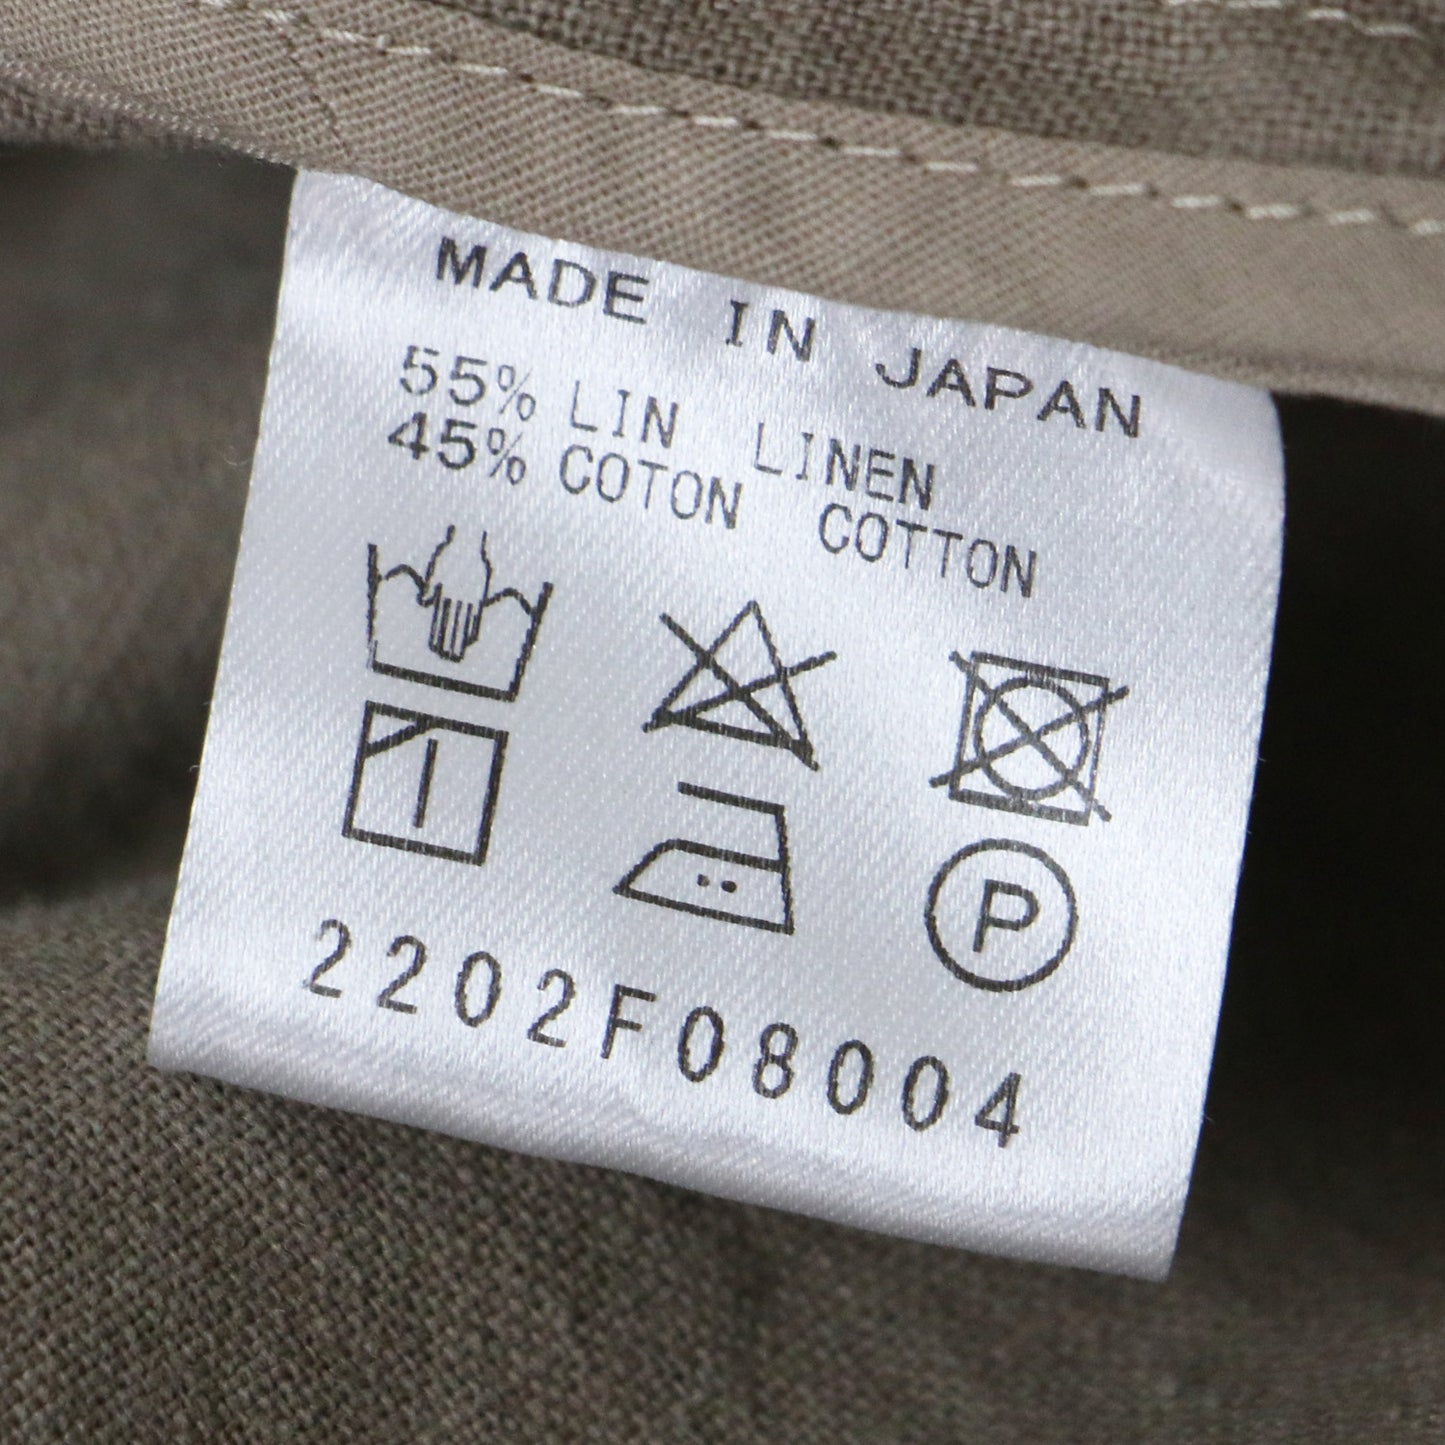 MADE IN JAPAN
55% LIN LINEN
45% COTON COTTON
P
2202F08004